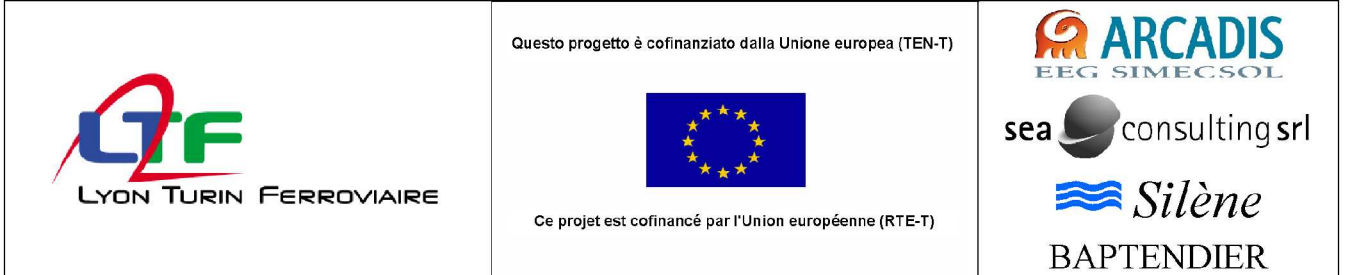 LTF
LYON TURIN FERROVIAIRE
Questo progetto è cofinanziato dalla Unione europea (TEN-T)
Ce projet est cofinancé par l'Union européenne (RTE-T)
ARCADIS
EEG SIMECSOL
sea consulting srl
Silène
BAPTENDIER